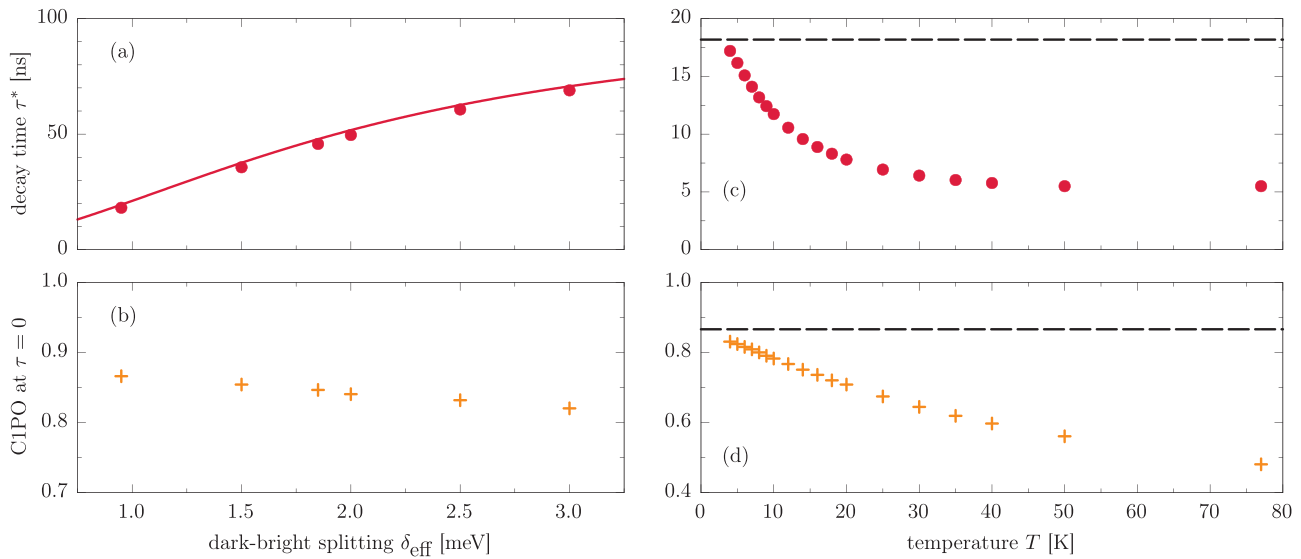 100
50
0
decay time τ* [ns]
(a)
20
15
10
5
0
(c)
1.0
0.9
0.8
0.7
C1PO at τ = 0
(b)
1.0 1.5 2.0 2.5 3.0
dark-bright splitting δeff [meV]
1.0
0.8
0.6
0.4
(d)
0 10 20 30 40 50 60 70 80
temperature T [K]